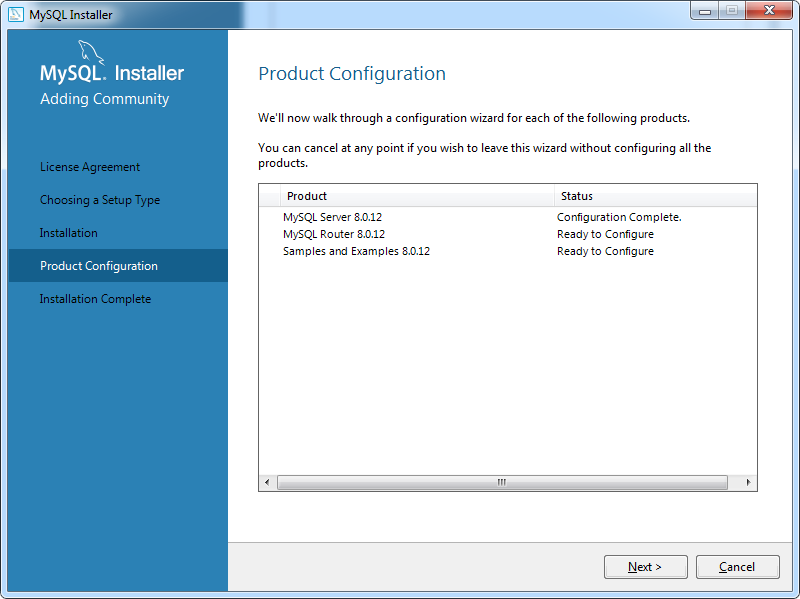 MySQL Installer
MySQL. Installer
Adding Community
License Agreement
Choosing a Setup Type
Installation
Product Configuration
Installation Complete
Product Configuration
We'll now walk through a configuration wizard for each of the following products.
You can cancel at any point if you wish to leave this wizard without configuring all the
products.
Product Status
MySQL Server 8.0.12 Configuration Complete.
MySQL Router 8.0.12 Ready to Configure
Samples and Examples 8.0.12 Ready to Configure
Next > Cancel